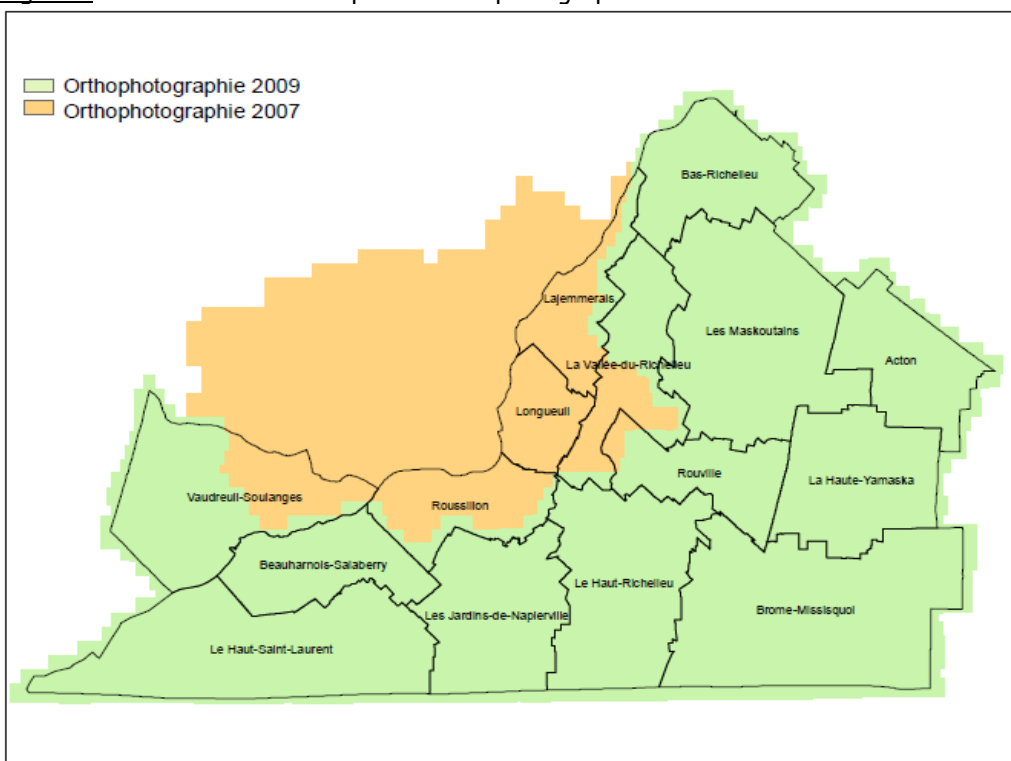 Orthophotographie 2009
Orthophotographie 2007
Bas-Richelieu
Lajemmerais
Les Maskoutains
La Vallée-du-Richelieu
Acton
Longueuil
Rouville
La Haute-Yamaska
Vaudreuil-Soulanges
Roussillon
Beauharnois-Salaberry
Le Haut-Richelieu
Les Jardins-de-Napierville
Brome-Missisquoi
Le Haut-Saint-Laurent